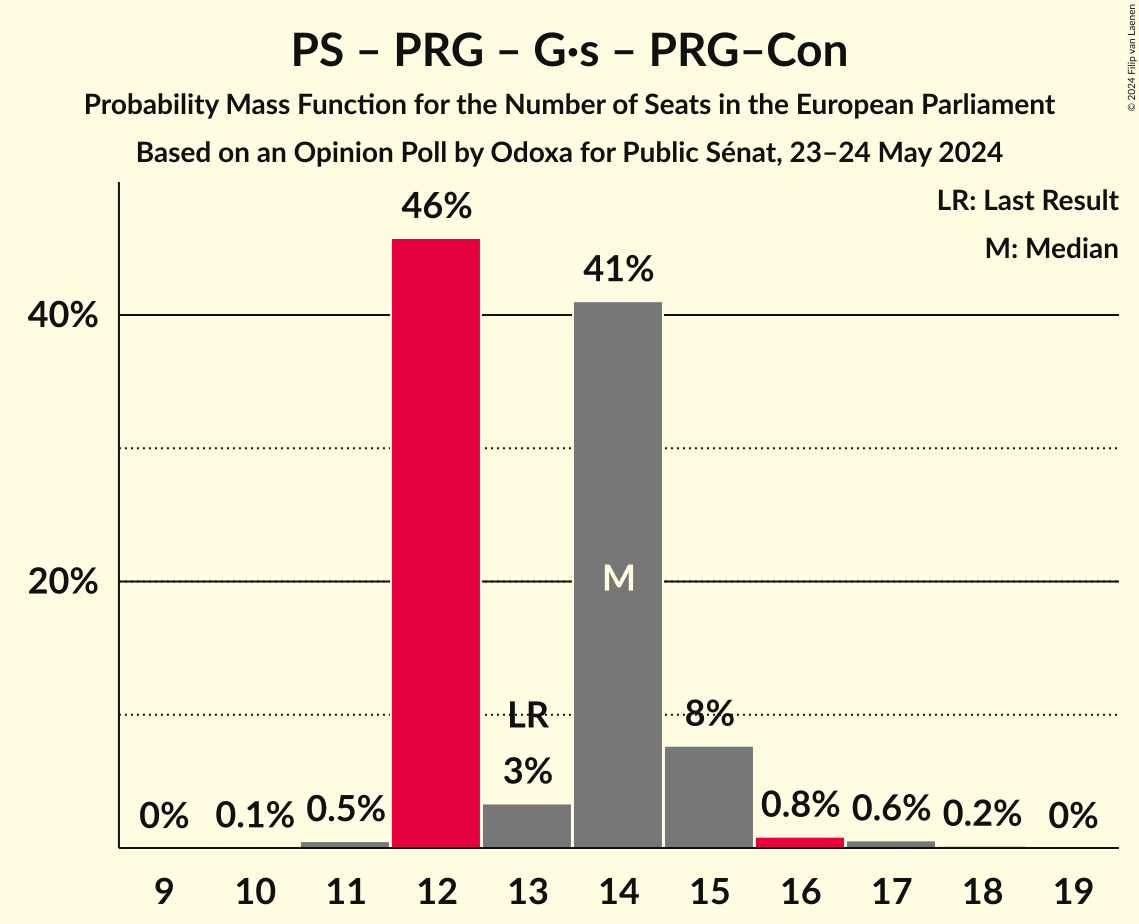 PS – PRG – G•s – PRG–Con
Probability Mass Function for the Number of Seats in the European Parliament
Based on an Opinion Poll by Odoxa for Public Sénat, 23–24 May 2024
© 2024 Filip van Laenen
LR: Last Result
M: Median
46%
41%
40%
20%
M
LR
3%
8%
0%
0.1%
0.5%
0.8%
0.6%
0.2%
0%
9 10 11 12 13 14 15 16 17 18 19